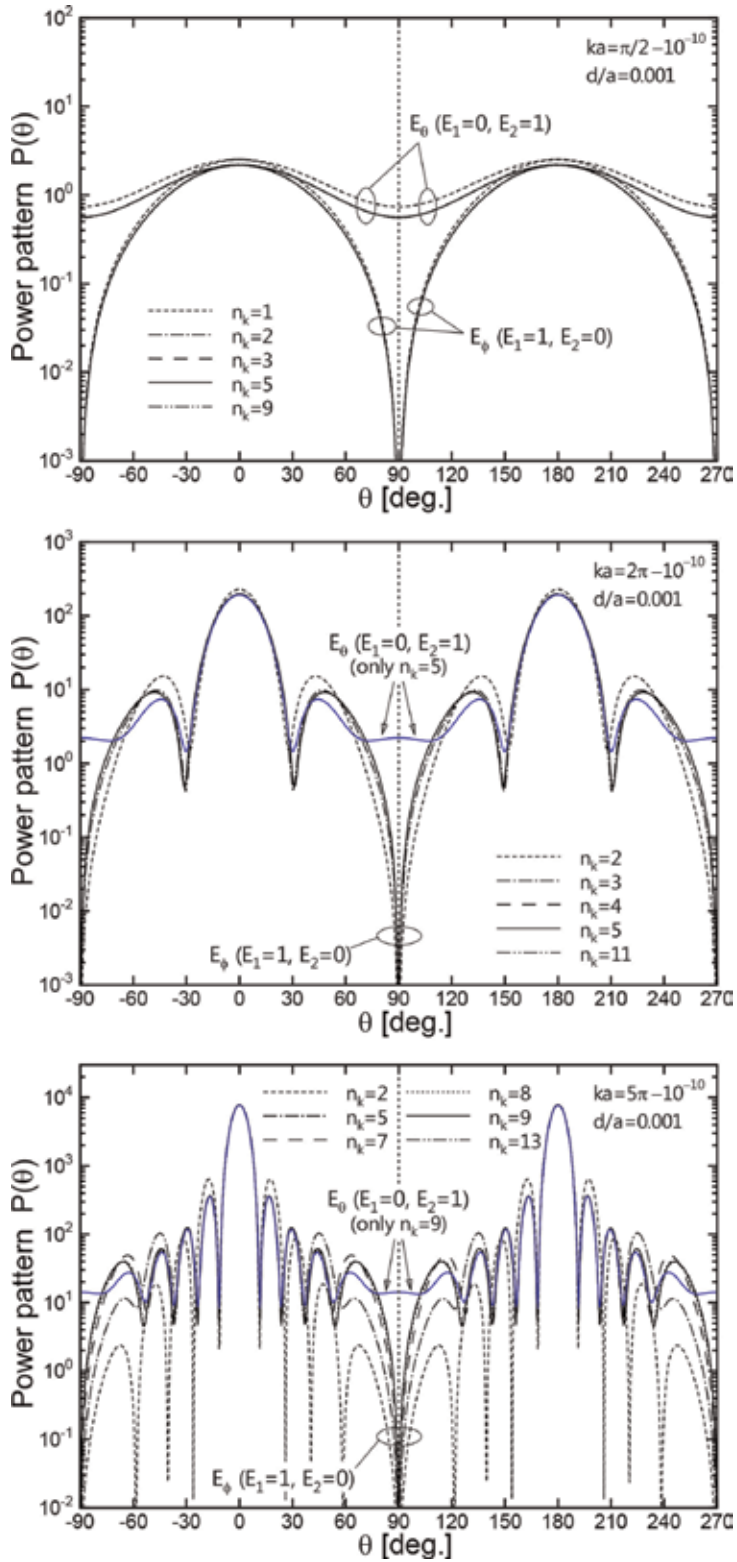 10²
ka=π/2−10⁻¹⁰
d/a=0.001
10¹
E_θ (E₁=0, E₂=1)
10⁰
Power pattern P(θ)
10⁻¹
n_k=1
n_k=2
n_k=3
n_k=5
n_k=9
E_ϕ (E₁=1, E₂=0)
10⁻²
10⁻³
-90 -60 -30 0 30 60 90 120 150 180 210 240 270
θ [deg.]
10³
ka=2π−10⁻¹⁰
d/a=0.001
10²
E_θ (E₁=0, E₂=1)
(only n_k=5)
10¹
Power pattern P(θ)
10⁰
10⁻¹
n_k=2
n_k=3
n_k=4
n_k=5
n_k=11
10⁻²
E_ϕ (E₁=1, E₂=0)
10⁻³
-90 -60 -30 0 30 60 90 120 150 180 210 240 270
θ [deg.]
10⁴
n_k=2 n_k=8
n_k=5 n_k=9
n_k=7 n_k=13
ka=5π−10⁻¹⁰
d/a=0.001
10³
E_θ (E₁=0, E₂=1)
(only n_k=9)
10²
Power pattern P(θ)
10¹
10⁰
10⁻¹
E_ϕ (E₁=1, E₂=0)
10⁻²
-90 -60 -30 0 30 60 90 120 150 180 210 240 270
θ [deg.]